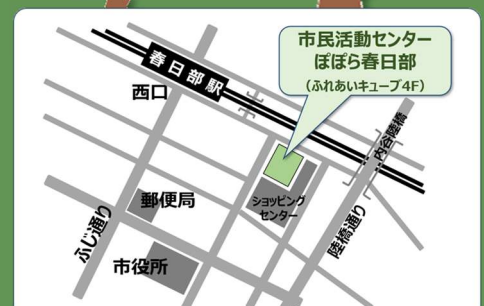 市民活動センター
ぽぽら春日部
(ふれあいキューブ4F)
春日部駅
西口
内谷陸橋
郵便局
ショッピング
センター
ふじ通り
陸橋通り
市役所